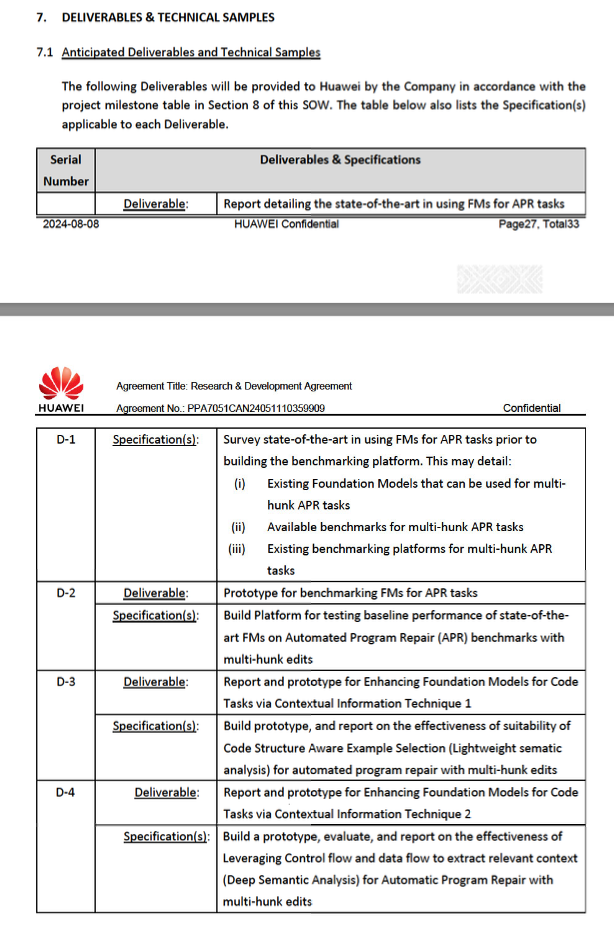 7. DELIVERABLES & TECHNICAL SAMPLES
7.1 Anticipated Deliverables and Technical Samples
The following Deliverables will be provided to Huawei by the Company in accordance with the
project milestone table in Section 8 of this SOW. The table below also lists the Specification(s)
applicable to each Deliverable.
Serial
Number
Deliverables & Specifications
Deliverable: Report detailing the state-of-the-art in using FMs for APR tasks
2024-08-08 HUAWEI Confidential Page27, Total33
HUAWEI
Agreement Title: Research & Development Agreement
Agreement No.: PPA7051CAN24051110359909 Confidential
D-1 Specification(s): Survey state-of-the-art in using FMs for APR tasks prior to
building the benchmarking platform. This may detail:
(i) Existing Foundation Models that can be used for multi-
hunk APR tasks
(ii) Available benchmarks for multi-hunk APR tasks
(iii) Existing benchmarking platforms for multi-hunk APR
tasks
D-2 Deliverable: Prototype for benchmarking FMs for APR tasks
Specification(s): Build Platform for testing baseline performance of state-of-the-
art FMs on Automated Program Repair (APR) benchmarks with
multi-hunk edits
D-3 Deliverable: Report and prototype for Enhancing Foundation Models for Code
Tasks via Contextual Information Technique 1
Specification(s): Build prototype, and report on the effectiveness of suitability of
Code Structure Aware Example Selection (Lightweight sematic
analysis) for automated program repair with multi-hunk edits
D-4 Deliverable: Report and prototype for Enhancing Foundation Models for Code
Tasks via Contextual Information Technique 2
Specification(s): Build a prototype, evaluate, and report on the effectiveness of
Leveraging Control flow and data flow to extract relevant context
(Deep Semantic Analysis) for Automatic Program Repair with
multi-hunk edits